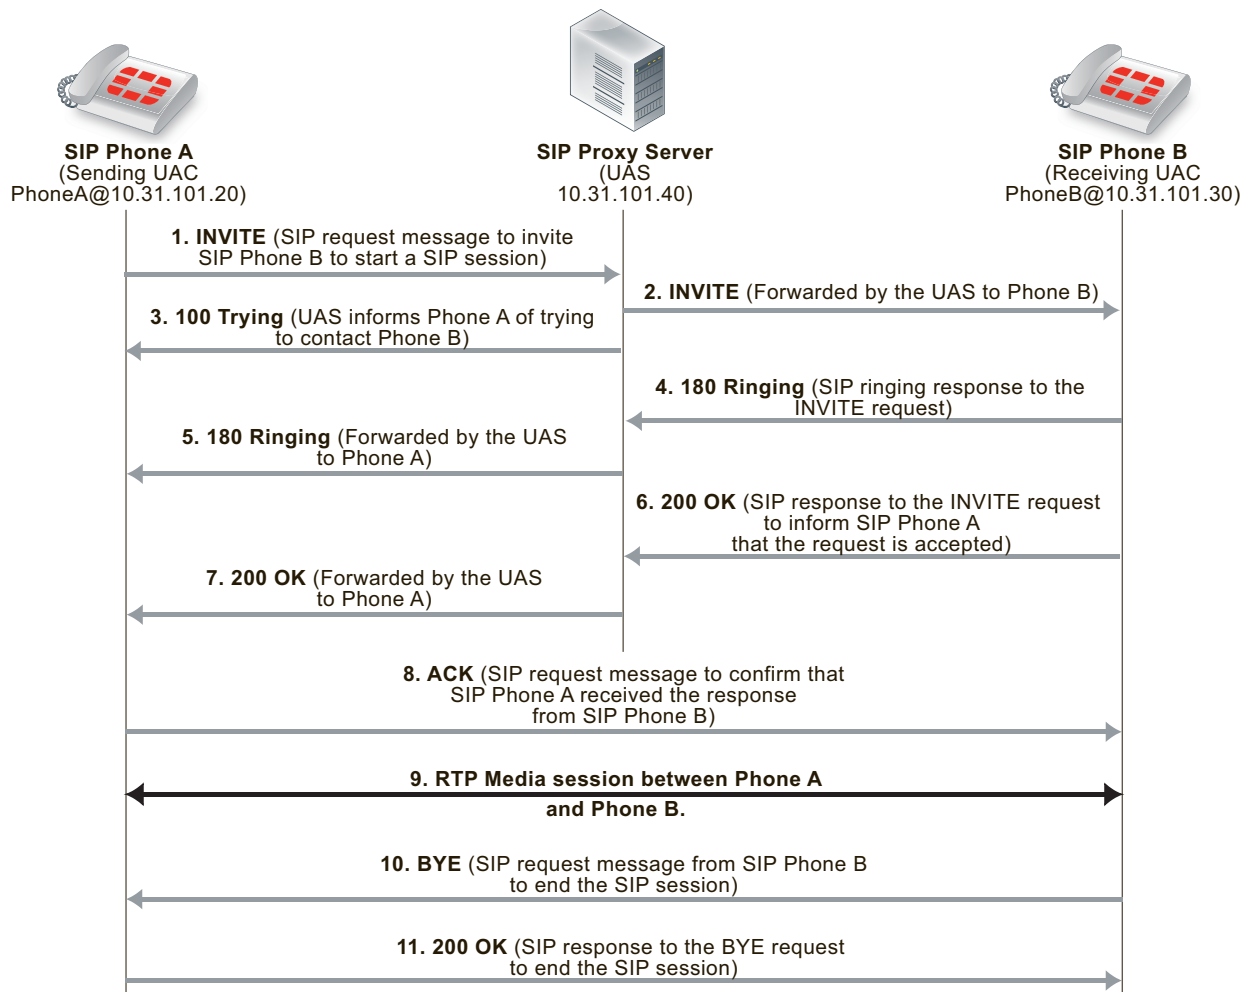 SIP Phone A
(Sending UAC
PhoneA@10.31.101.20)
SIP Proxy Server
(UAS
10.31.101.40)
SIP Phone B
(Receiving UAC
PhoneB@10.31.101.30)
1. INVITE (SIP request message to invite
SIP Phone B to start a SIP session)
2. INVITE (Forwarded by the UAS to Phone B)
3. 100 Trying (UAS informs Phone A of trying
to contact Phone B)
4. 180 Ringing (SIP ringing response to the
INVITE request)
5. 180 Ringing (Forwarded by the UAS
to Phone A)
6. 200 OK (SIP response to the INVITE request
to inform SIP Phone A
that the request is accepted)
7. 200 OK (Forwarded by the UAS
to Phone A)
8. ACK (SIP request message to confirm that
SIP Phone A received the response
from SIP Phone B)
9. RTP Media session between Phone A
and Phone B.
10. BYE (SIP request message from SIP Phone B
to end the SIP session)
11. 200 OK (SIP response to the BYE request
to end the SIP session)